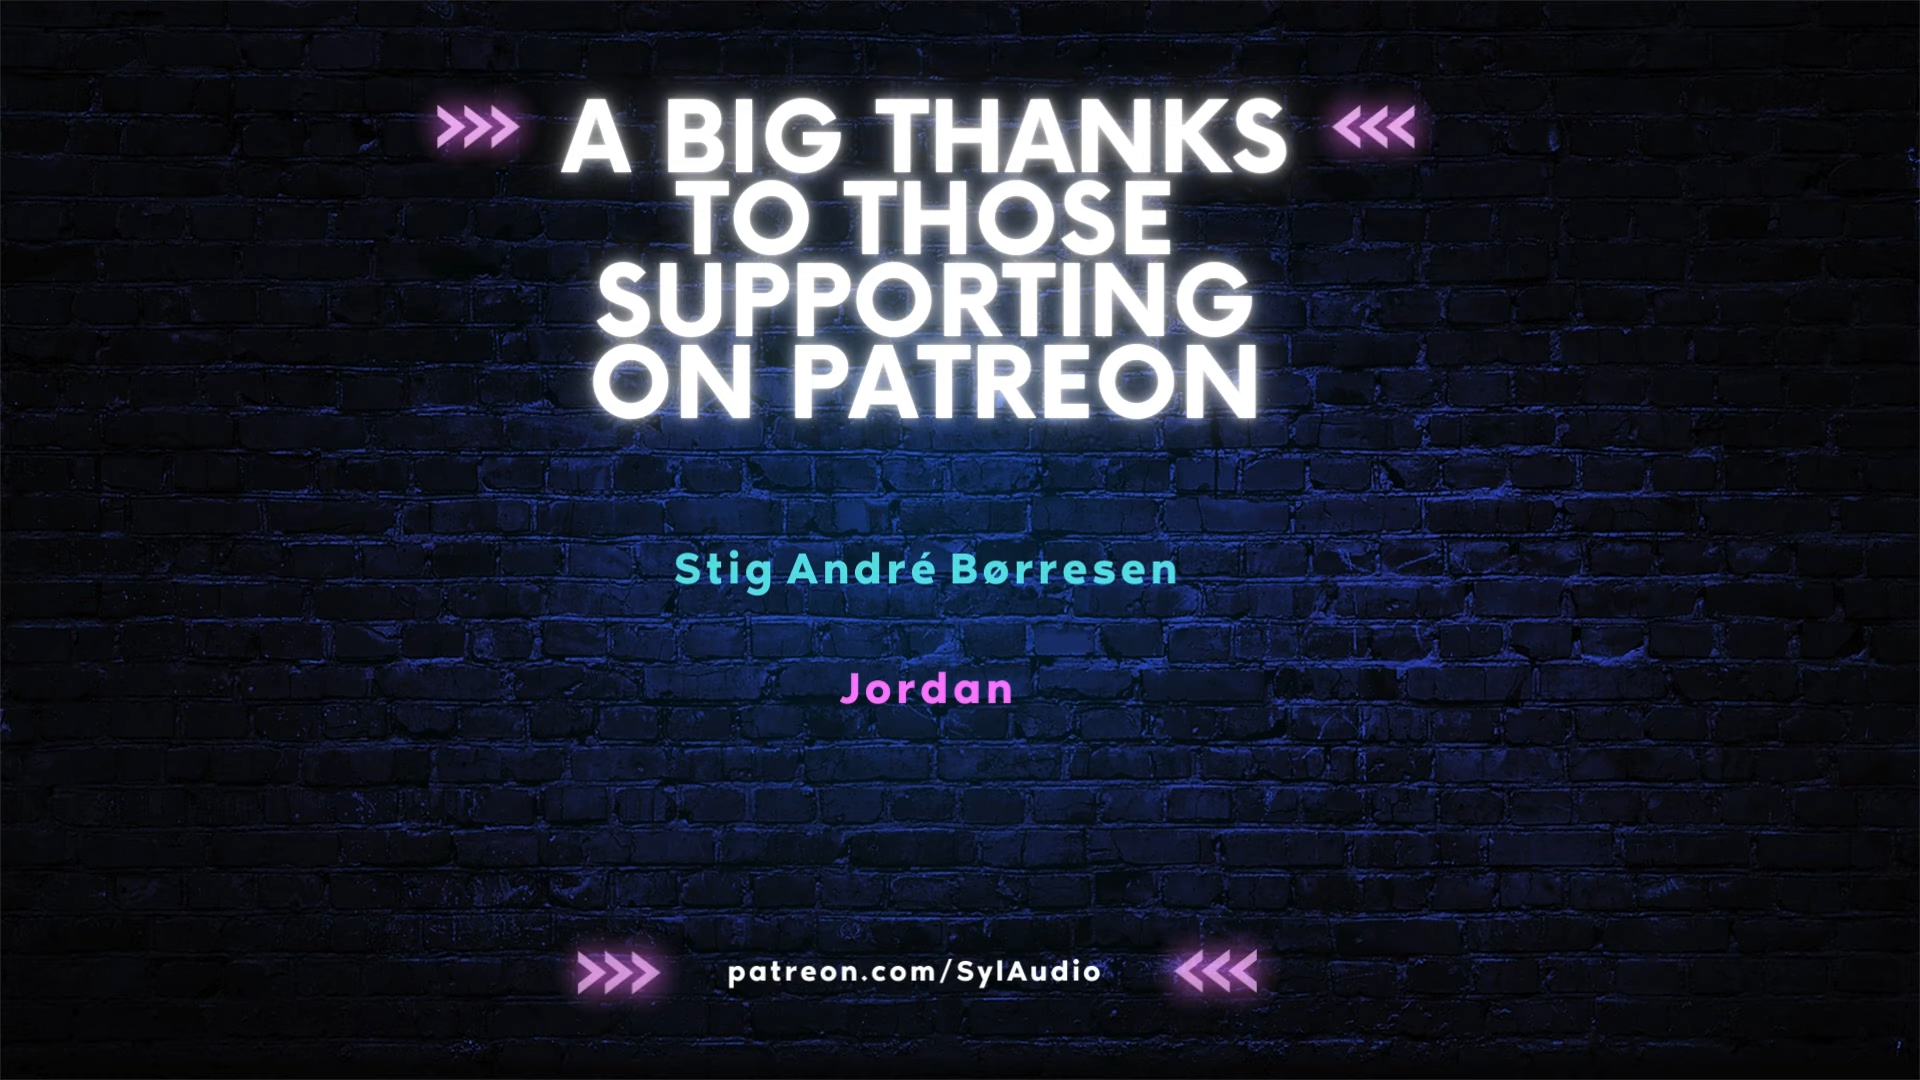 A BIG THANKS
TO THOSE
SUPPORTING
ON PATREON
Stig André Børresen
Jordan
patreon.com/SylAudio